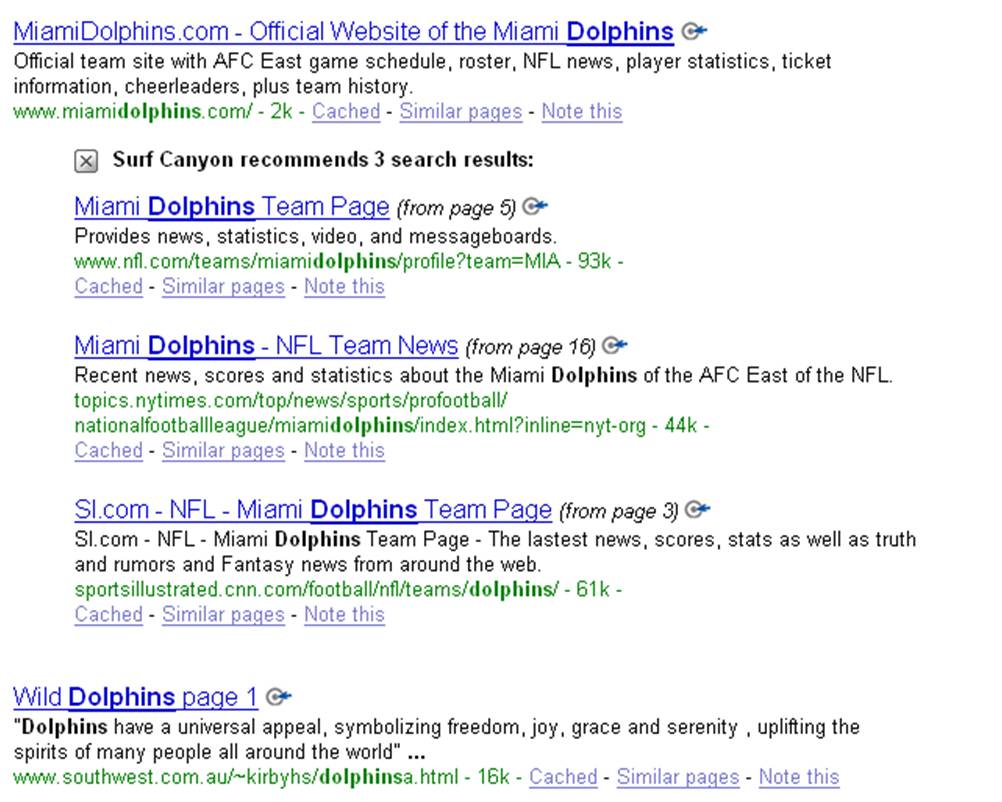 MiamiDolphins.com - Official Website of the Miami Dolphins
Official team site with AFC East game schedule, roster, NFL news, player statistics, ticket
information, cheerleaders, plus team history.
www.miamidolphins.com/ - 2k - Cached - Similar pages - Note this
Surf Canyon recommends 3 search results:
Miami Dolphins Team Page (from page 5)
Provides news, statistics, video, and messageboards.
www.nfl.com/teams/miamidolphins/profile?team=MIA - 93k -
Cached - Similar pages - Note this
Miami Dolphins - NFL Team News (from page 16)
Recent news, scores and statistics about the Miami Dolphins of the AFC East of the NFL.
topics.nytimes.com/top/news/sports/profootball/
nationalfootballleague/miamidolphins/index.html?inline=nyt-org - 44k -
Cached - Similar pages - Note this
SI.com - NFL - Miami Dolphins Team Page (from page 3)
SI.com - NFL - Miami Dolphins Team Page - The lastest news, scores, stats as well as truth
and rumors and Fantasy news from around the web.
sportsillustrated.cnn.com/football/nfl/teams/dolphins/ - 61k -
Cached - Similar pages - Note this
Wild Dolphins page 1
"Dolphins have a universal appeal, symbolizing freedom, joy, grace and serenity , uplifting the
spirits of many people all around the world" ...
www.southwest.com.au/~kirbyhs/dolphinsa.html - 16k - Cached - Similar pages - Note this